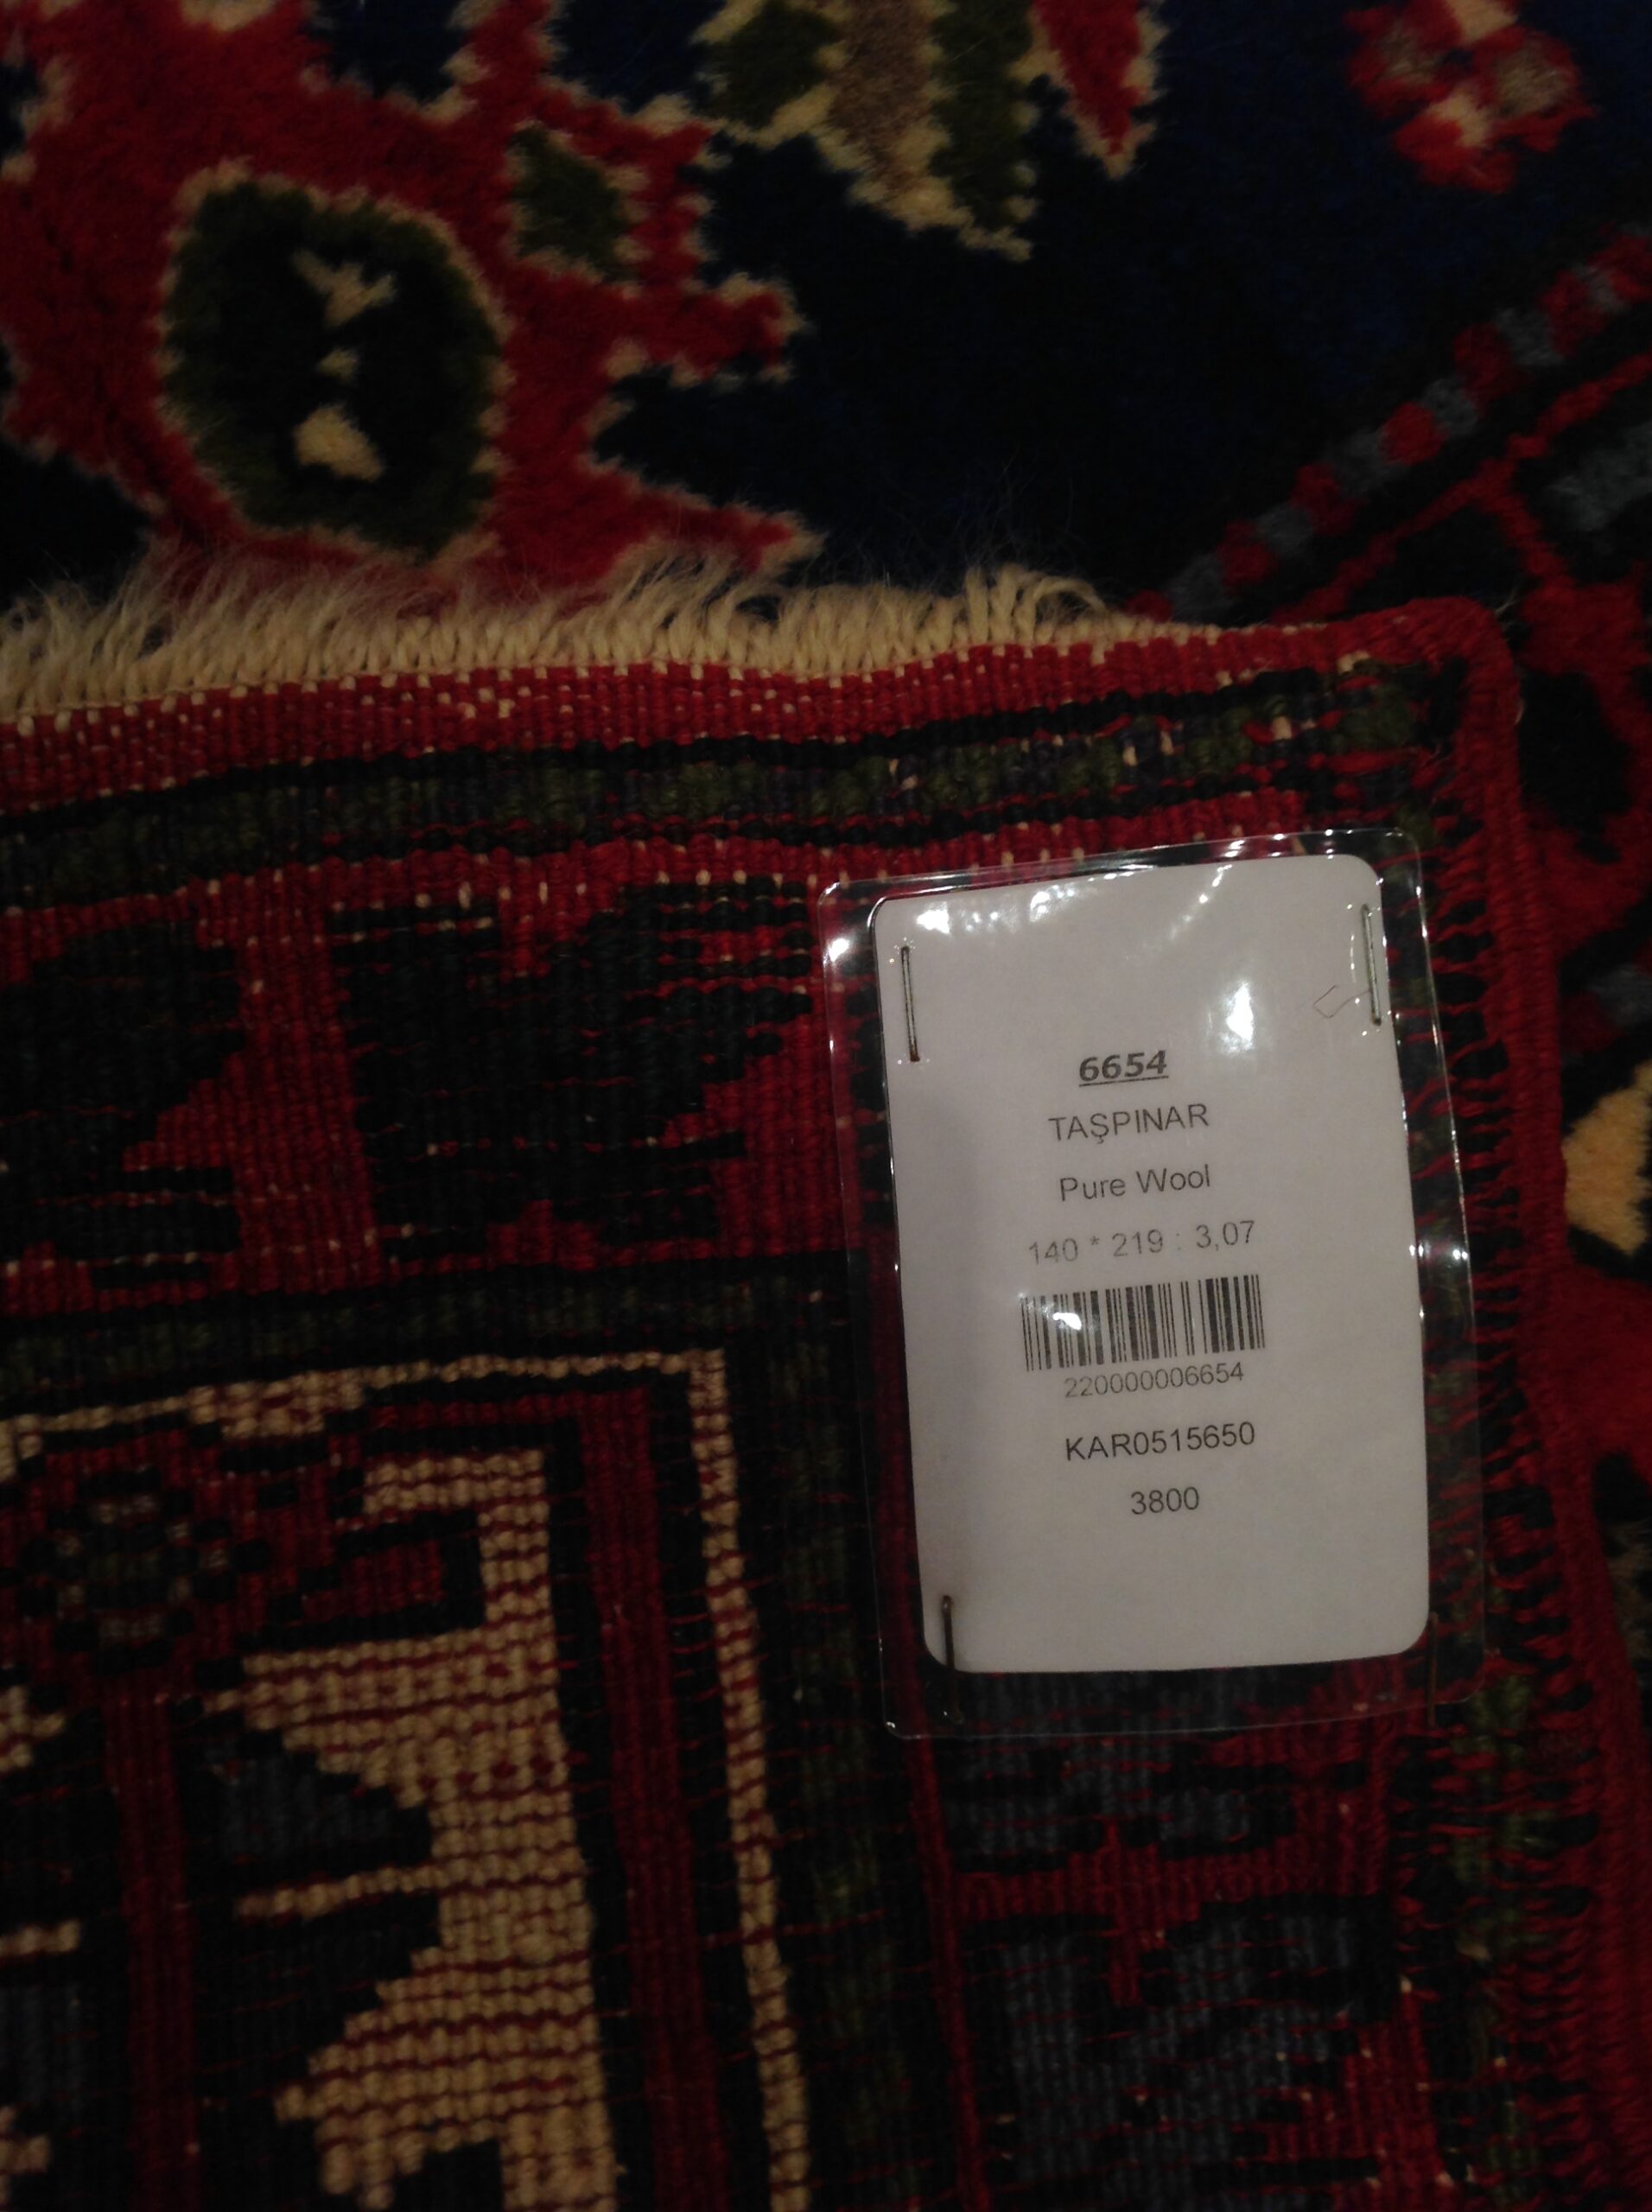 6654
TAŞPINAR
Pure Wool
140 * 219 : 3,07
220000006654
KAR0515650
3800